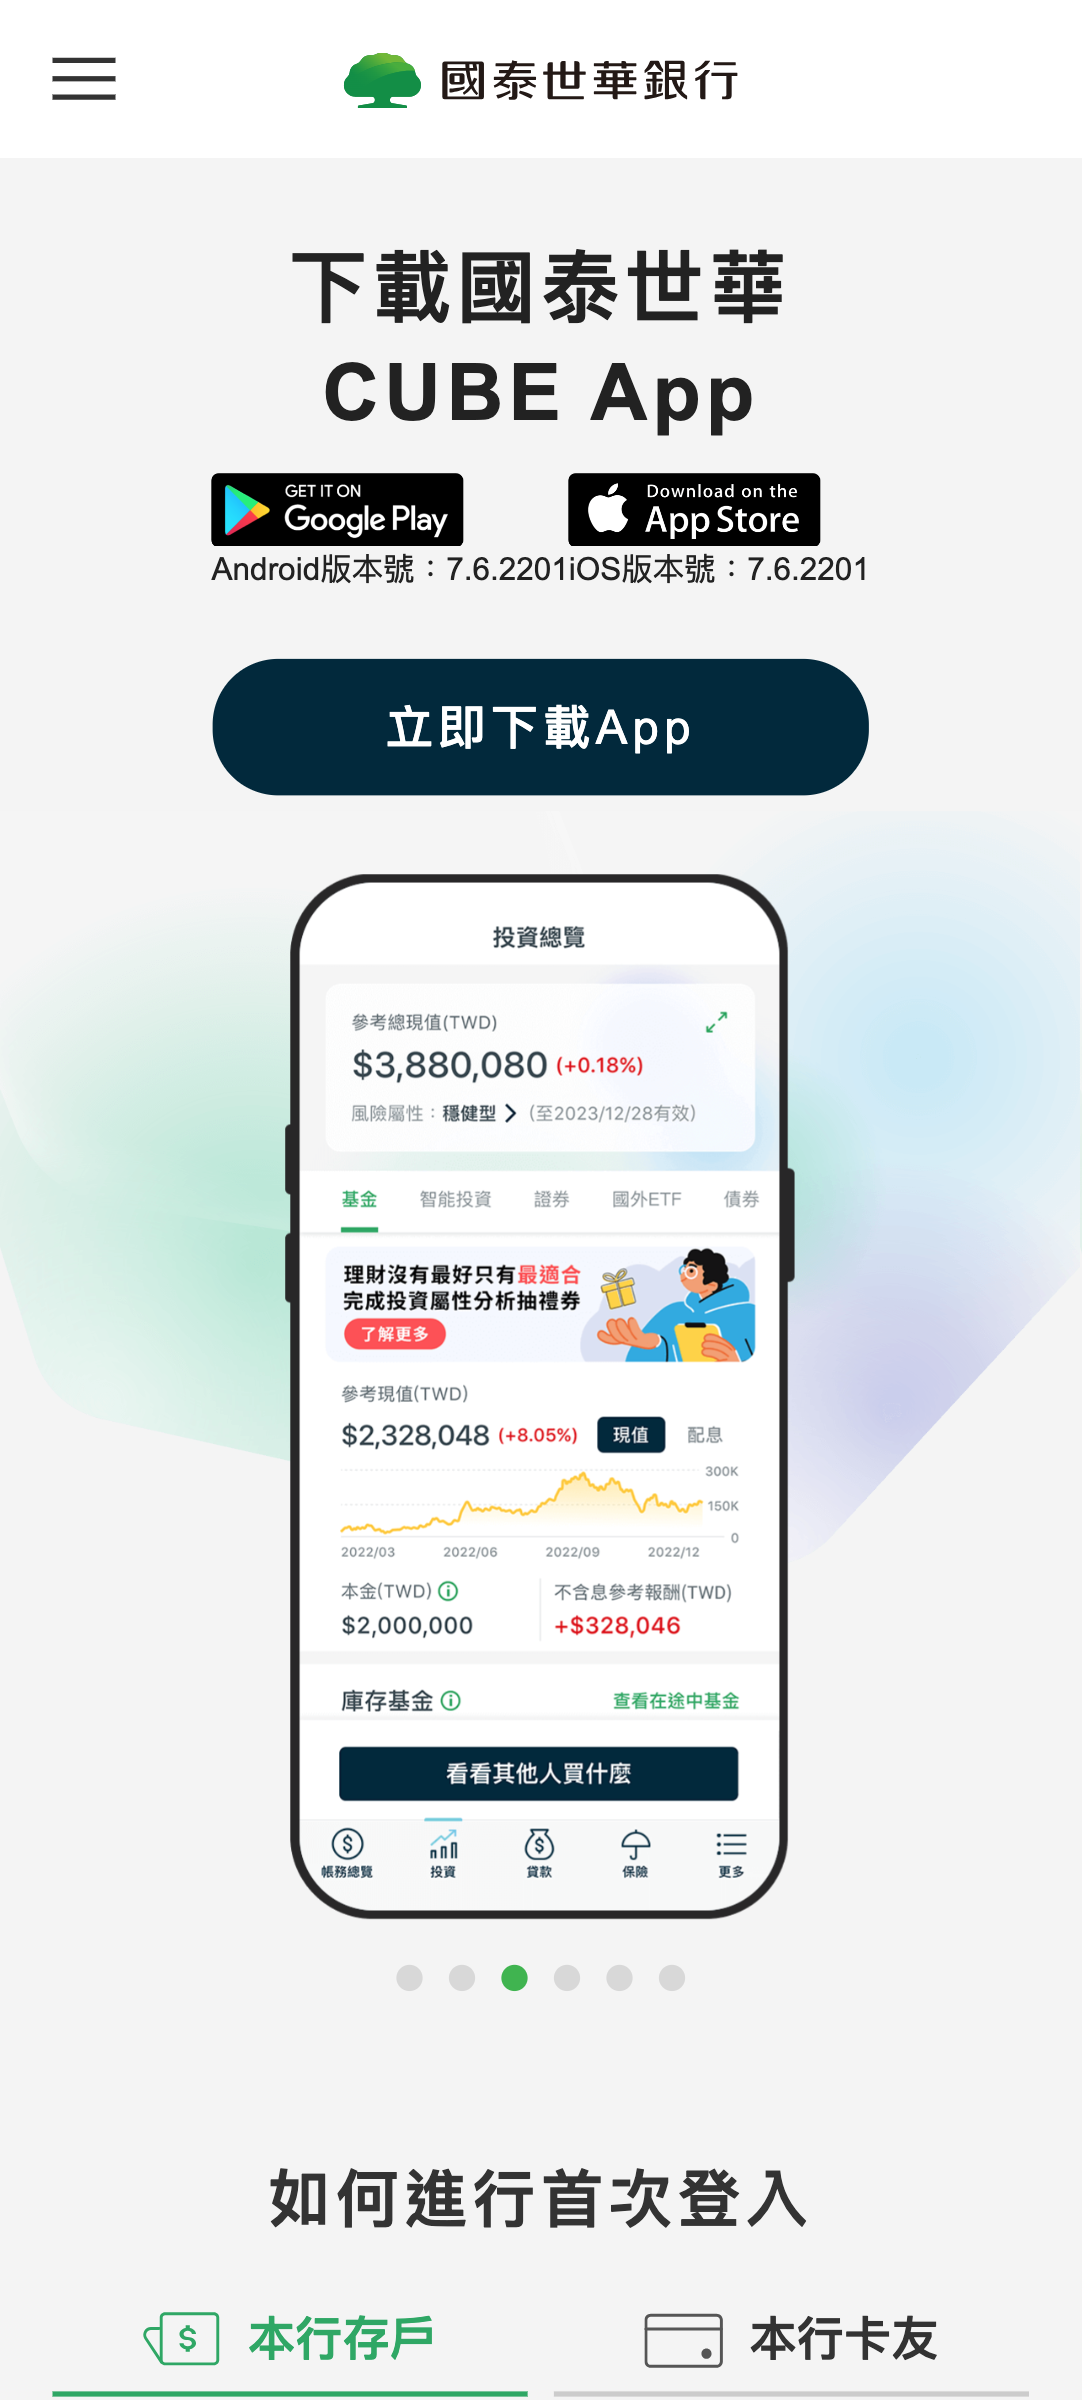 國泰世華銀行
下載國泰世華
CUBE App
GET IT ON
Google Play
Download on the
App Store
Android版本號：7.6.2201iOS版本號：7.6.2201
立即下載App
投資總覽
參考總現值(TWD)
$3,880,080 (+0.18%)
風險屬性：穩健型 (至2023/12/28有效)
基金 智能投資 證券 國外ETF 債券
理財沒有最好只有最適合
完成投資屬性分析抽禮券
了解更多
參考現值(TWD)
$2,328,048 (+8.05%) 現值 配息
300K
150K
0
2022/03 2022/06 2022/09 2022/12
本金(TWD) 不含息參考報酬(TWD)
$2,000,000 +$328,046
庫存基金 查看在途中基金
看看其他人買什麼
帳務總覽 投資 貸款 保險 更多
如何進行首次登入
本行存戶 本行卡友